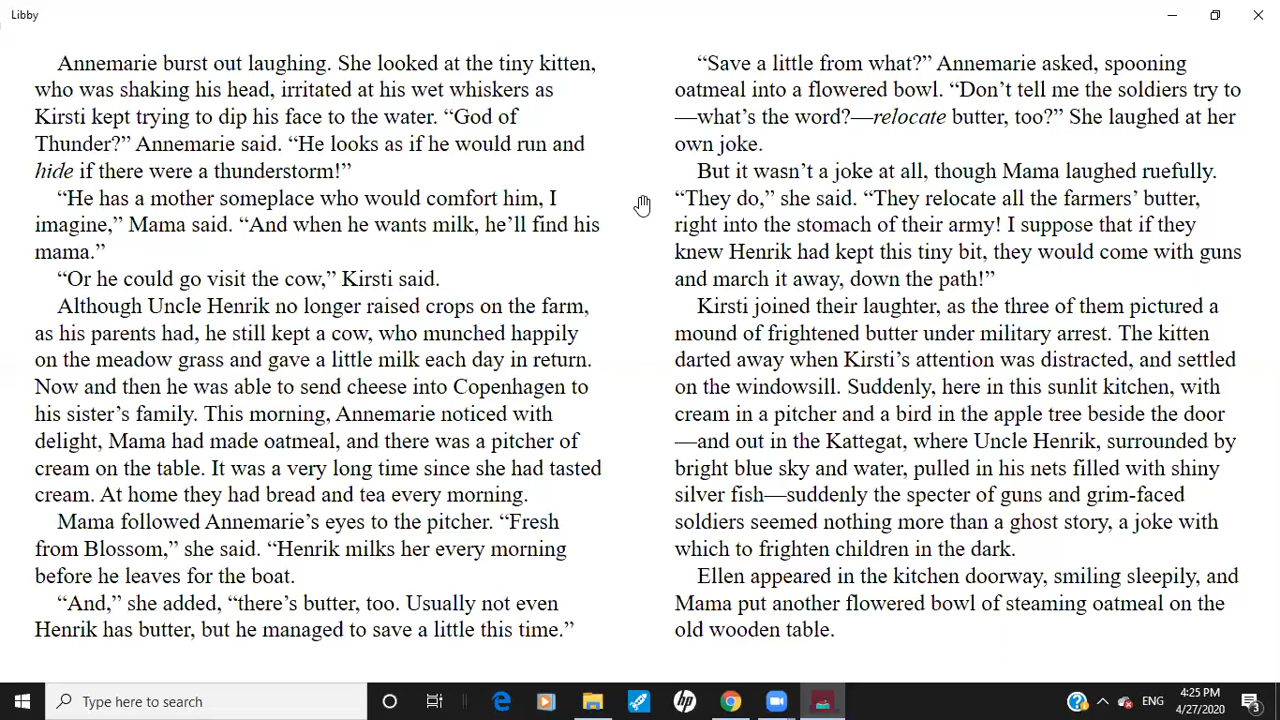 Libby
Annemarie burst out laughing. She looked at the tiny kitten,
who was shaking his head, irritated at his wet whiskers as
Kirsti kept trying to dip his face to the water. “God of
Thunder?” Annemarie said. “He looks as if he would run and
hide if there were a thunderstorm!”
“He has a mother someplace who would comfort him, I
imagine,” Mama said. “And when he wants milk, he’ll find his
mama.”
“Or he could go visit the cow,” Kirsti said.
Although Uncle Henrik no longer raised crops on the farm,
as his parents had, he still kept a cow, who munched happily
on the meadow grass and gave a little milk each day in return.
Now and then he was able to send cheese into Copenhagen to
his sister’s family. This morning, Annemarie noticed with
delight, Mama had made oatmeal, and there was a pitcher of
cream on the table. It was a very long time since she had tasted
cream. At home they had bread and tea every morning.
Mama followed Annemarie’s eyes to the pitcher. “Fresh
from Blossom,” she said. “Henrik milks her every morning
before he leaves for the boat.
“And,” she added, “there’s butter, too. Usually not even
Henrik has butter, but he managed to save a little this time.”
“Save a little from what?” Annemarie asked, spooning
oatmeal into a flowered bowl. “Don’t tell me the soldiers try to
—what’s the word?—relocate butter, too?” She laughed at her
own joke.
But it wasn’t a joke at all, though Mama laughed ruefully.
“They do,” she said. “They relocate all the farmers’ butter,
right into the stomach of their army! I suppose that if they
knew Henrik had kept this tiny bit, they would come with guns
and march it away, down the path!”
Kirsti joined their laughter, as the three of them pictured a
mound of frightened butter under military arrest. The kitten
darted away when Kirsti’s attention was distracted, and settled
on the windowsill. Suddenly, here in this sunlit kitchen, with
cream in a pitcher and a bird in the apple tree beside the door
—and out in the Kattegat, where Uncle Henrik, surrounded by
bright blue sky and water, pulled in his nets filled with shiny
silver fish—suddenly the specter of guns and grim-faced
soldiers seemed nothing more than a ghost story, a joke with
which to frighten children in the dark.
Ellen appeared in the kitchen doorway, smiling sleepily, and
Mama put another flowered bowl of steaming oatmeal on the
old wooden table.
Type here to search
hp
ENG
4:25 PM
4/27/2020
3